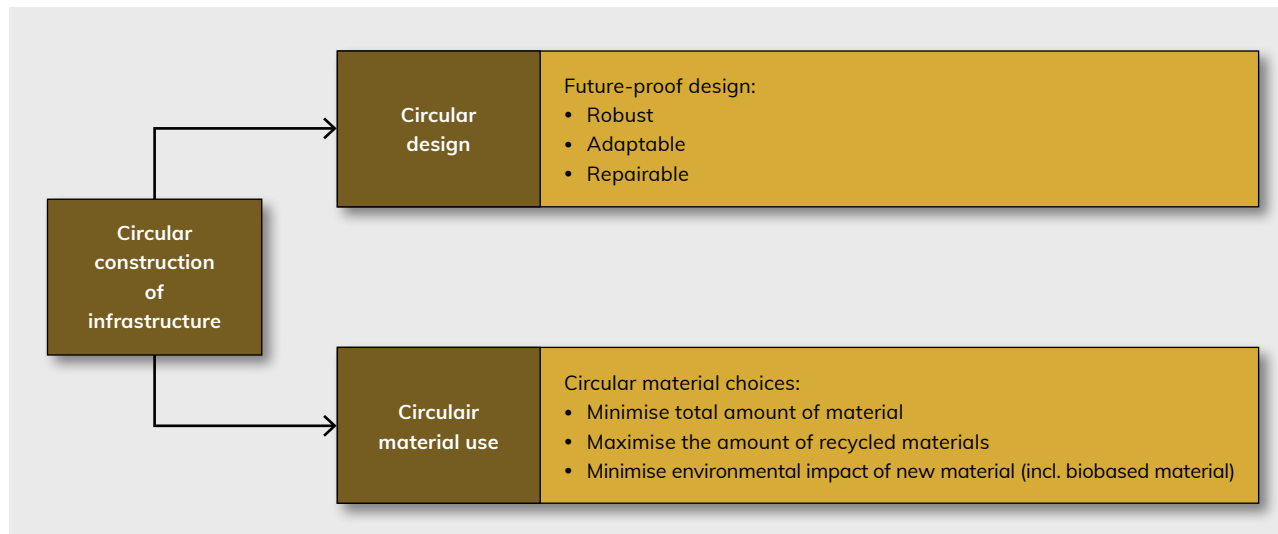 Circular
construction
of
infrastructure
Circular
design
Future-proof design:
• Robust
• Adaptable
• Repairable
Circulair
material use
Circular material choices:
• Minimise total amount of material
• Maximise the amount of recycled materials
• Minimise environmental impact of new material (incl. biobased material)